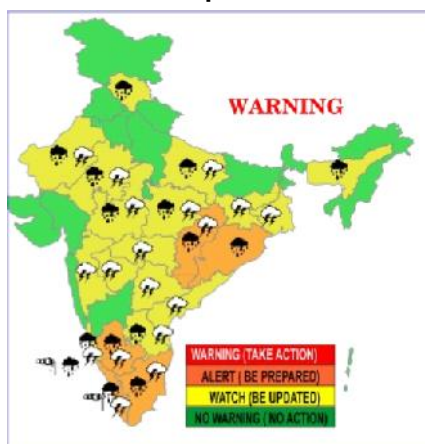 WARNING
WARNING (TAKE ACTION)
ALERT ( BE PREPARED)
WATCH (BE UPDATED)
NO WARNING ( NO ACTION)